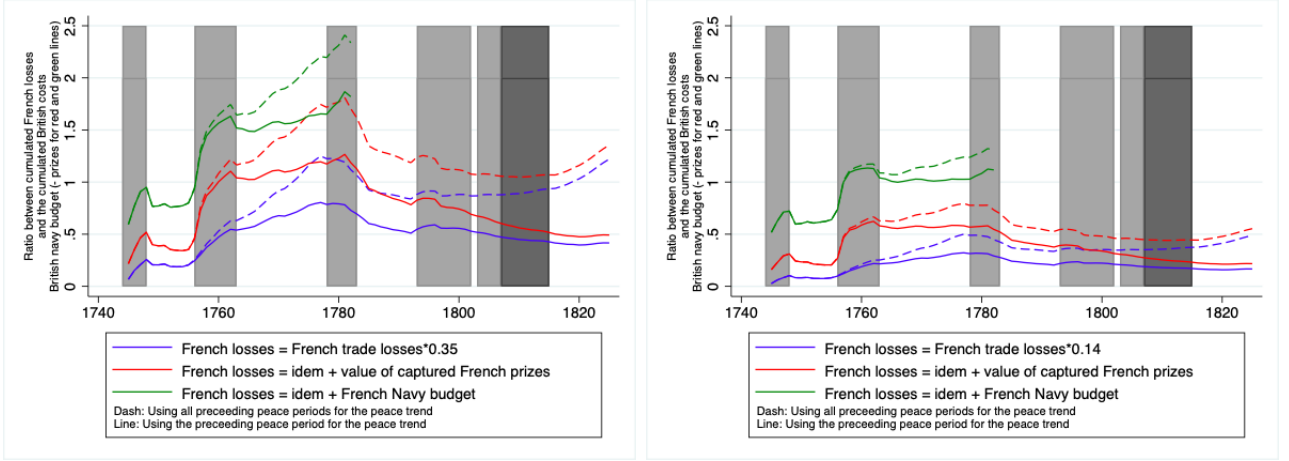 Ratio between cumulated French losses
and the cumulated British costs
British navy budget (- prizes for red and green lines)
2.5
2
1.5
1
.5
0
1740 1760 1780 1800 1820
French losses = French trade losses*0.35
French losses = idem + value of captured French prizes
French losses = idem + French Navy budget
Dash: Using all preceeding peace periods for the peace trend
Line: Using the preceeding peace period for the peace trend
Ratio between cumulated French losses
and the cumulated British costs
British navy budget (- prizes for red and green lines)
2.5
2
1.5
1
.5
0
1740 1760 1780 1800 1820
French losses = French trade losses*0.14
French losses = idem + value of captured French prizes
French losses = idem + French Navy budget
Dash: Using all preceeding peace periods for the peace trend
Line: Using the preceeding peace period for the peace trend